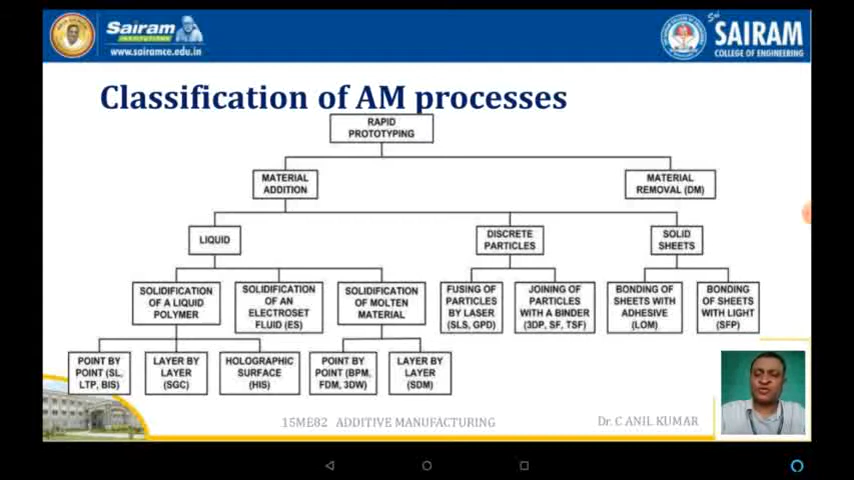 Sairam
INSTITUTIONS
www.sairamce.edu.in
SAIRAM
COLLEGE OF ENGINEERING
Classification of AM processes
RAPID
PROTOTYPING
MATERIAL
ADDITION
MATERIAL
REMOVAL (DM)
LIQUID
DISCRETE
PARTICLES
SOLID
SHEETS
SOLIDIFICATION
OF A LIQUID
POLYMER
SOLIDIFICATION
OF AN
ELECTROSET
FLUID (ES)
SOLIDIFICATION
OF MOLTEN
MATERIAL
FUSING OF
PARTICLES
BY LASER
(SLS, GPD)
JOINING OF
PARTICLES
WITH A BINDER
(3DP, SF, TSF)
BONDING OF
SHEETS WITH
ADHESIVE
(LOM)
BONDING
OF SHEETS
WITH LIGHT
(SFP)
POINT BY
POINT (SL,
LTP, BIS)
LAYER BY
LAYER
(SGC)
HOLOGRAPHIC
SURFACE
(HIS)
POINT BY
POINT (BPM,
FDM, 3DW)
LAYER BY
LAYER
(SDM)
15ME82 ADDITIVE MANUFACTURING
Dr. C ANIL KUMAR